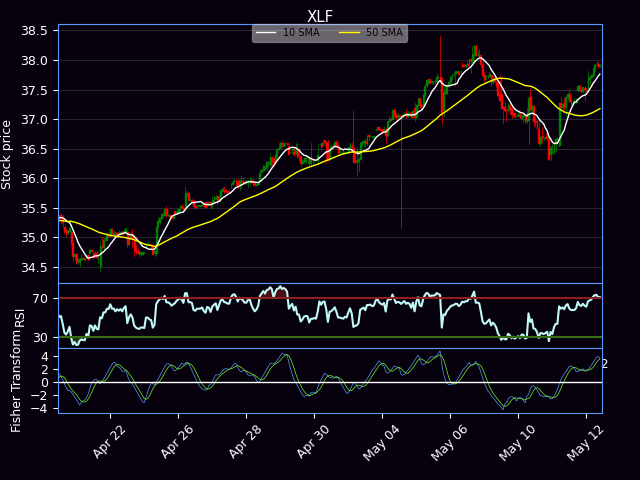 XLF
10 SMA 50 SMA
Stock price
38.5
38.0
37.5
37.0
36.5
36.0
35.5
35.0
34.5
RSI
70
30
Fisher Transform
4
2
0
−2
−4
2
Apr 22 Apr 26 Apr 28 Apr 30 May 04 May 06 May 10 May 12